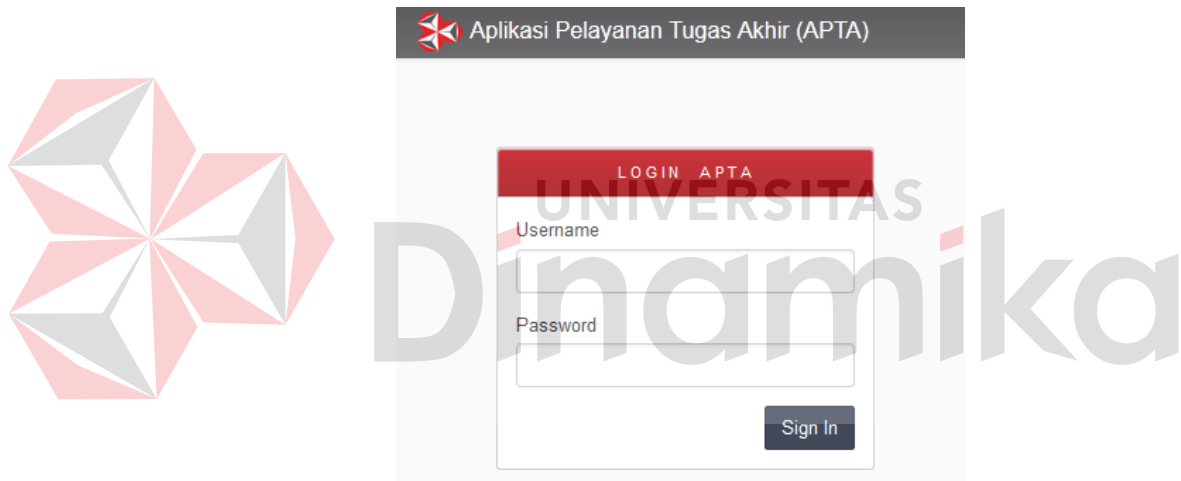 Aplikasi Pelayanan Tugas Akhir (APTA)
LOGIN APTA
UNIVERSITAS
Dinamika
Username
Password
Sign In